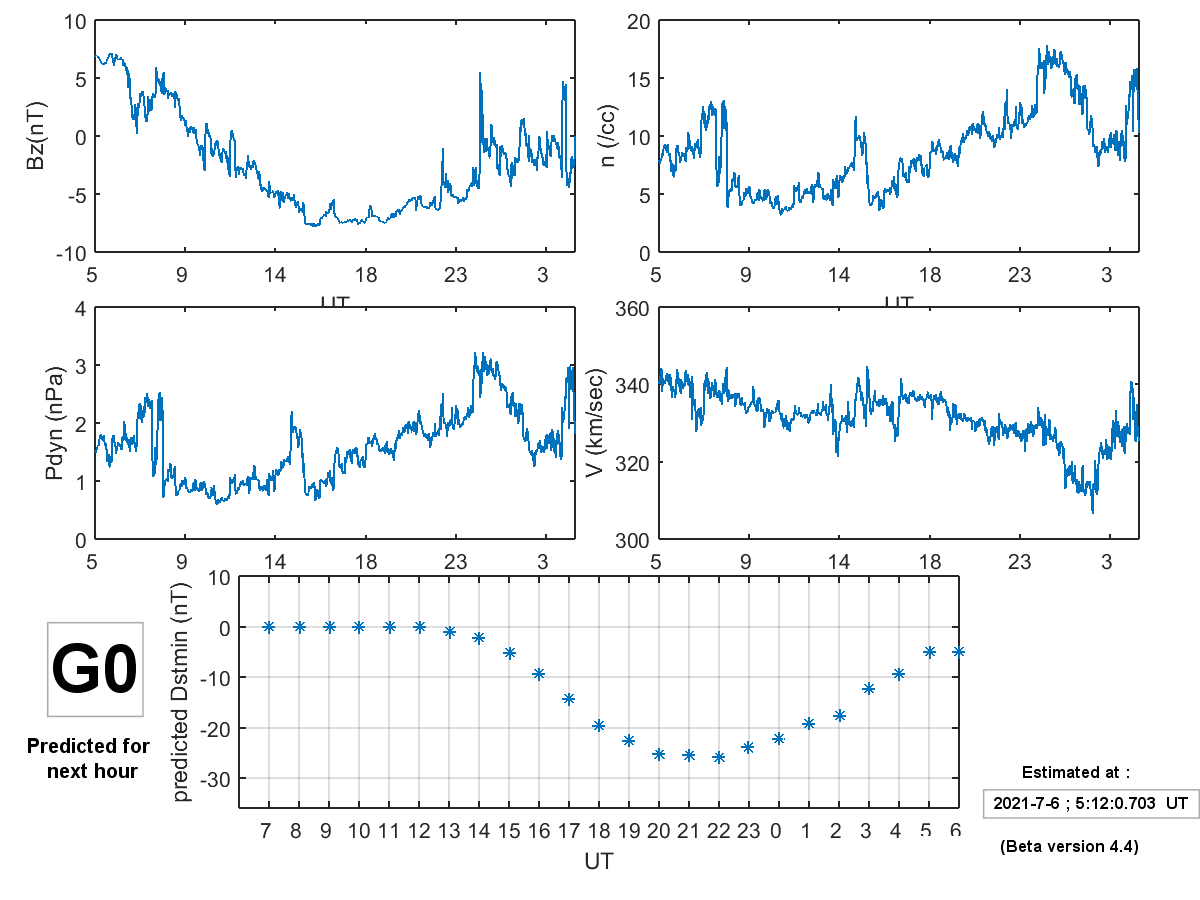 10
5
0
-5
-10
Bz(nT)
5 9 14 18 23 3
UT
20
15
10
5
0
n (/cc)
5 9 14 18 23 3
UT
4
3
2
1
0
Pdyn (nPa)
5 9 14 18 23 3
360
340
320
300
V (km/sec)
5 9 14 18 23 3
10
0
-10
-20
-30
predicted Dstmin (nT)
7 8 9 10 11 12 13 14 15 16 17 18 19 20 21 22 23 0 1 2 3 4 5 6
UT
G0
Predicted for
next hour
Estimated at :
2021-7-6 ; 5:12:0.703 UT
(Beta version 4.4)